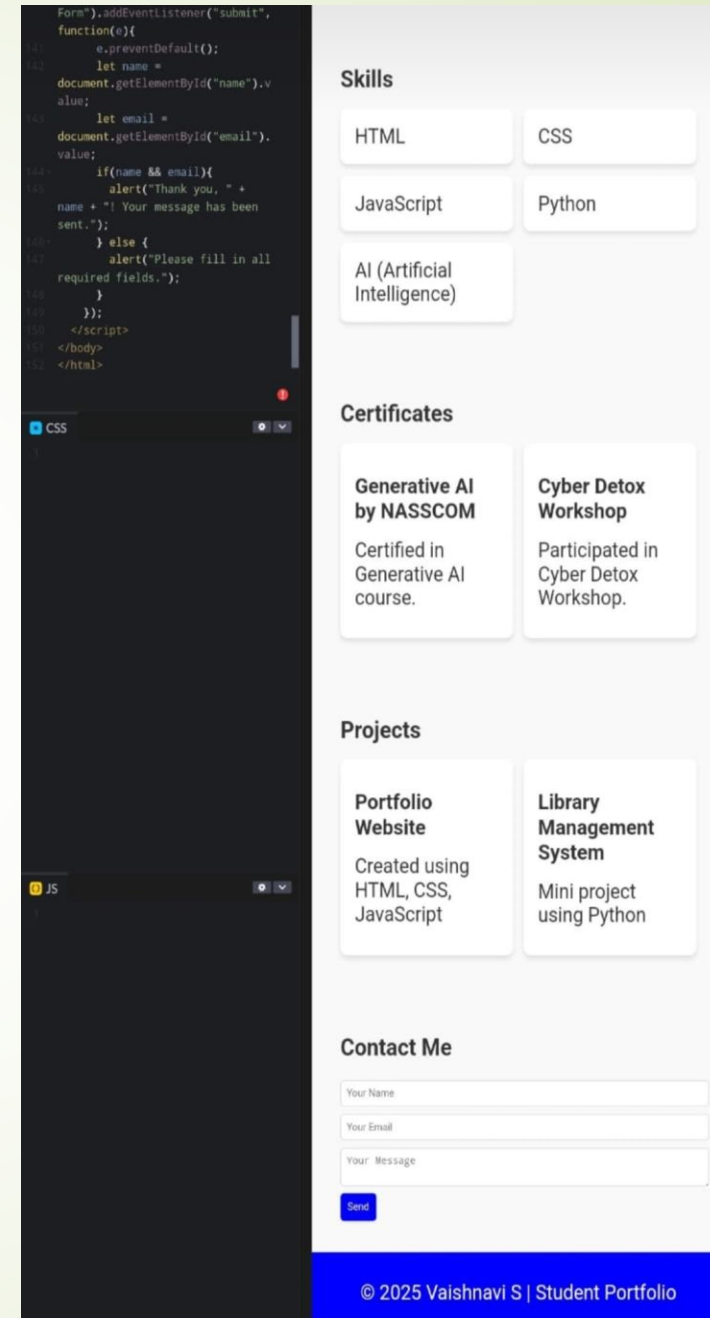 Form").addEventListener("submit",
function(e){
141 e.preventDefault();
142 let name =
document.getElementById("name").v
alue;
143 let email =
document.getElementById("email").
value;
144 if(name && email){
145 alert("Thank you, " +
name + "! Your message has been
sent.");
146 } else {
147 alert("Please fill in all
required fields.");
148 }
149 });
150 </script>
151 </body>
152 </html>
CSS
1
JS
1
Skills
HTML
CSS
JavaScript
Python
AI (Artificial
Intelligence)
Certificates
Generative AI
by NASSCOM
Certified in
Generative AI
course.
Cyber Detox
Workshop
Participated in
Cyber Detox
Workshop.
Projects
Portfolio
Website
Created using
HTML, CSS,
JavaScript
Library
Management
System
Mini project
using Python
Contact Me
Your Name
Your Email
Your Message
Send
© 2025 Vaishnavi S | Student Portfolio